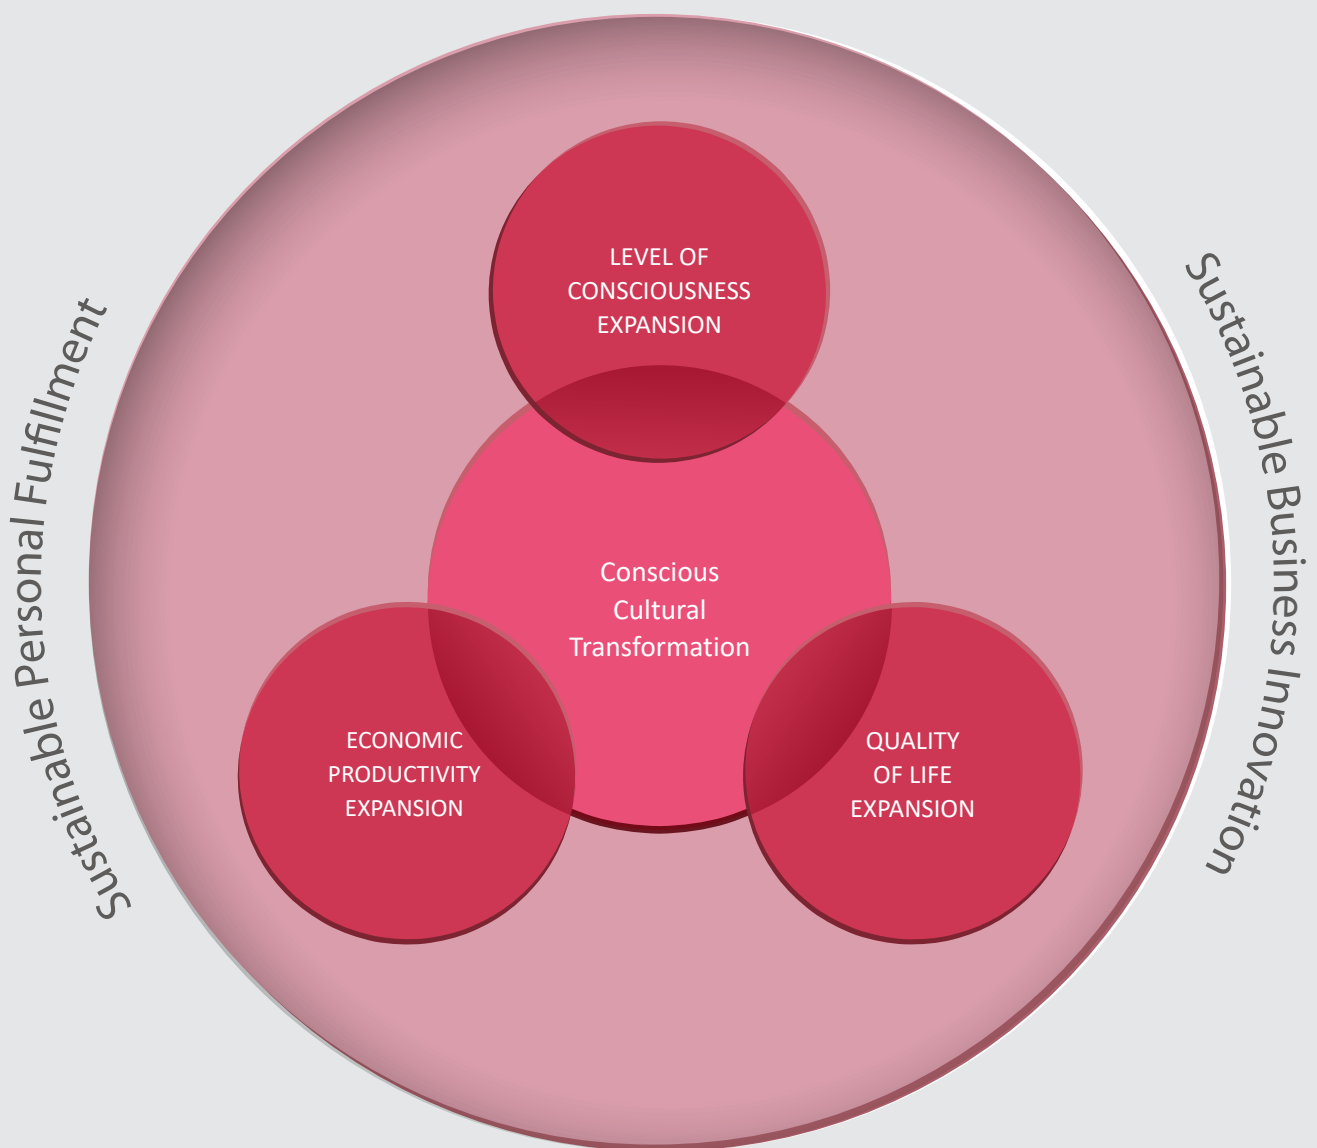 LEVEL OF
CONSCIOUSNESS
EXPANSION
Sustainable Personal Fulfillment
Sustainable Business Innovation
Conscious
Cultural
Transformation
ECONOMIC
PRODUCTIVITY
EXPANSION
QUALITY
OF LIFE
EXPANSION